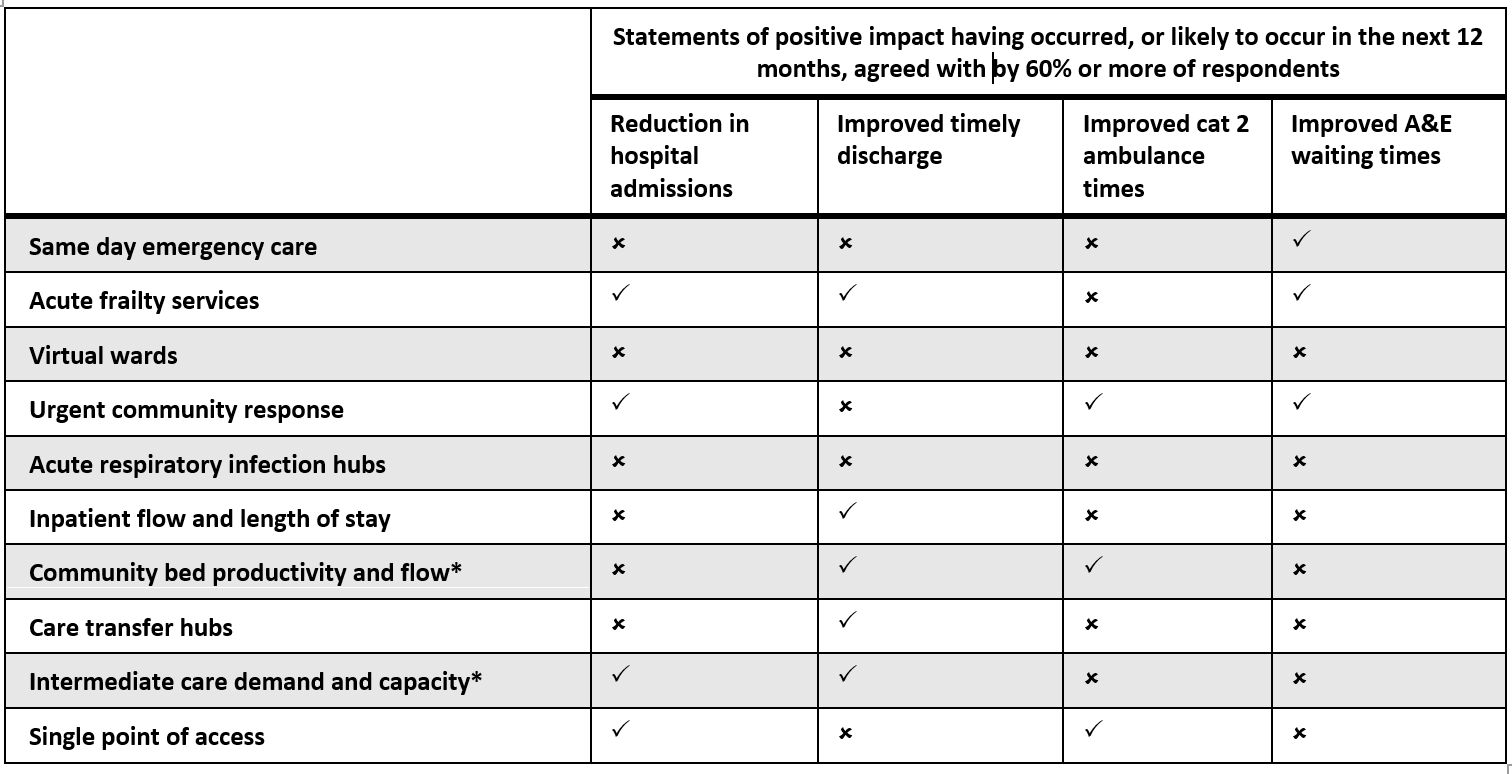 Statements of positive impact having occurred, or likely to occur in the next 12
months, agreed with by 60% or more of respondents
Reduction in
hospital
admissions
Improved timely
discharge
Improved cat 2
ambulance
times
Improved A&E
waiting times
Same day emergency care × × × ✓
Acute frailty services ✓ ✓ × ✓
Virtual wards × × × ×
Urgent community response ✓ × ✓ ✓
Acute respiratory infection hubs × × × ×
Inpatient flow and length of stay × ✓ × ×
Community bed productivity and flow* × ✓ ✓ ×
Care transfer hubs × ✓ × ×
Intermediate care demand and capacity* ✓ ✓ × ×
Single point of access ✓ × ✓ ×